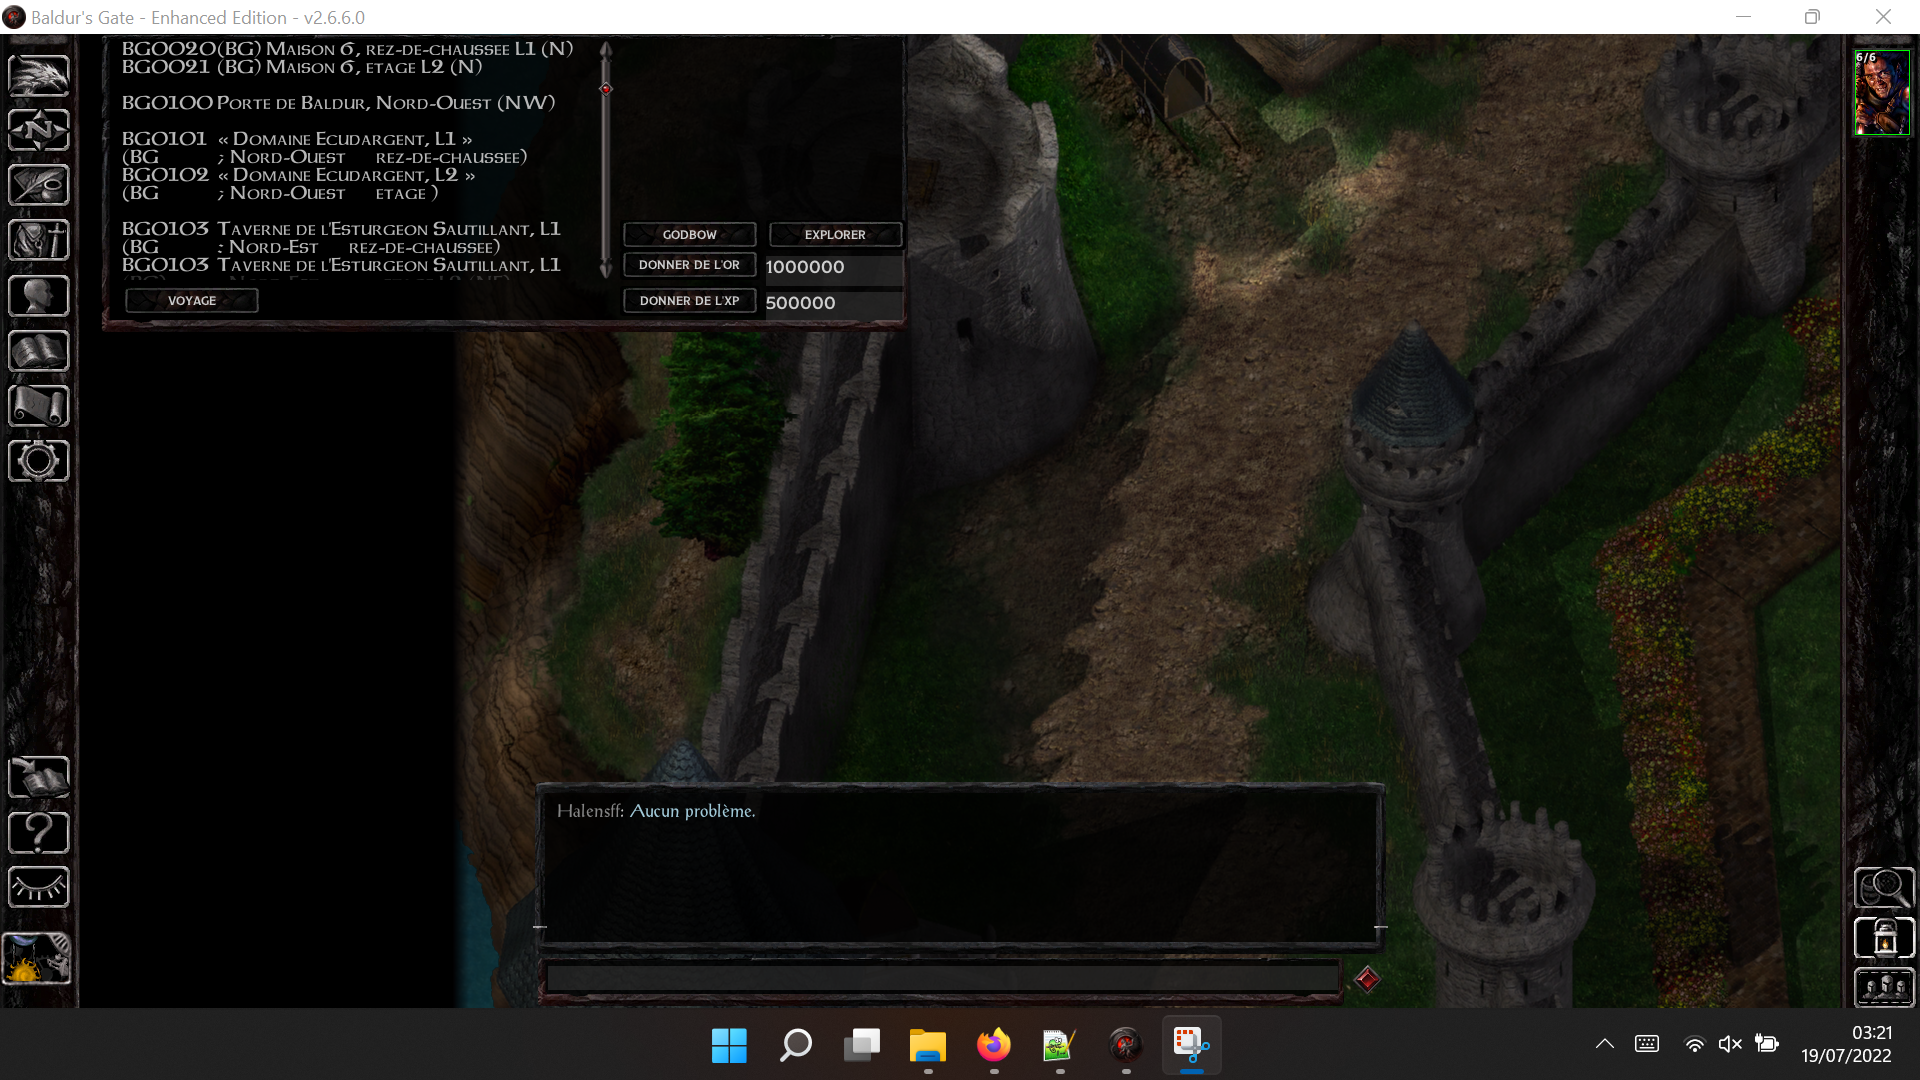 Baldur's Gate - Enhanced Edition - v2.6.6.0
BG0020(BG) Maison 6, rez-de-chaussee L1 (N)
BG0021 (BG) Maison 6, etage L2 (N)
BG0100 Porte de Baldur, Nord-Ouest (NW)
BG0101 « Domaine Ecudargent, L1 »
(BG ; Nord-Ouest rez-de-chaussee)
BG0102 « Domaine Ecudargent, L2 »
(BG ; Nord-Ouest etage )
BG0103 Taverne de l'Esturgeon Sautillant, L1
(BG : Nord-Est rez-de-chaussee)
BG0103 Taverne de l'Esturgeon Sautillant, L1
VOYAGE
GODBOW
EXPLORER
DONNER DE L'OR
1000000
DONNER DE L'XP
500000
6/6
N
Halensff: Aucun problème.
?
03:21
19/07/2022